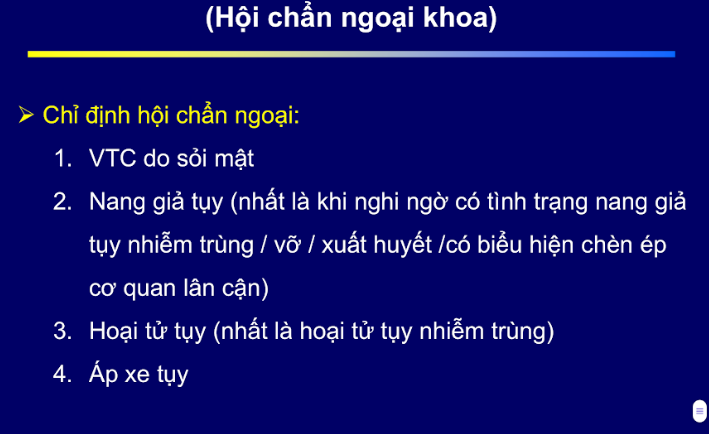 (Hội chẩn ngoại khoa)
➢ Chỉ định hội chẩn ngoại:
1. VTC do sỏi mật
2. Nang giả tụy (nhất là khi nghi ngờ có tình trạng nang giả
tụy nhiễm trùng / vỡ / xuất huyết /có biểu hiện chèn ép
cơ quan lân cận)
3. Hoại tử tụy (nhất là hoại tử tụy nhiễm trùng)
4. Áp xe tụy